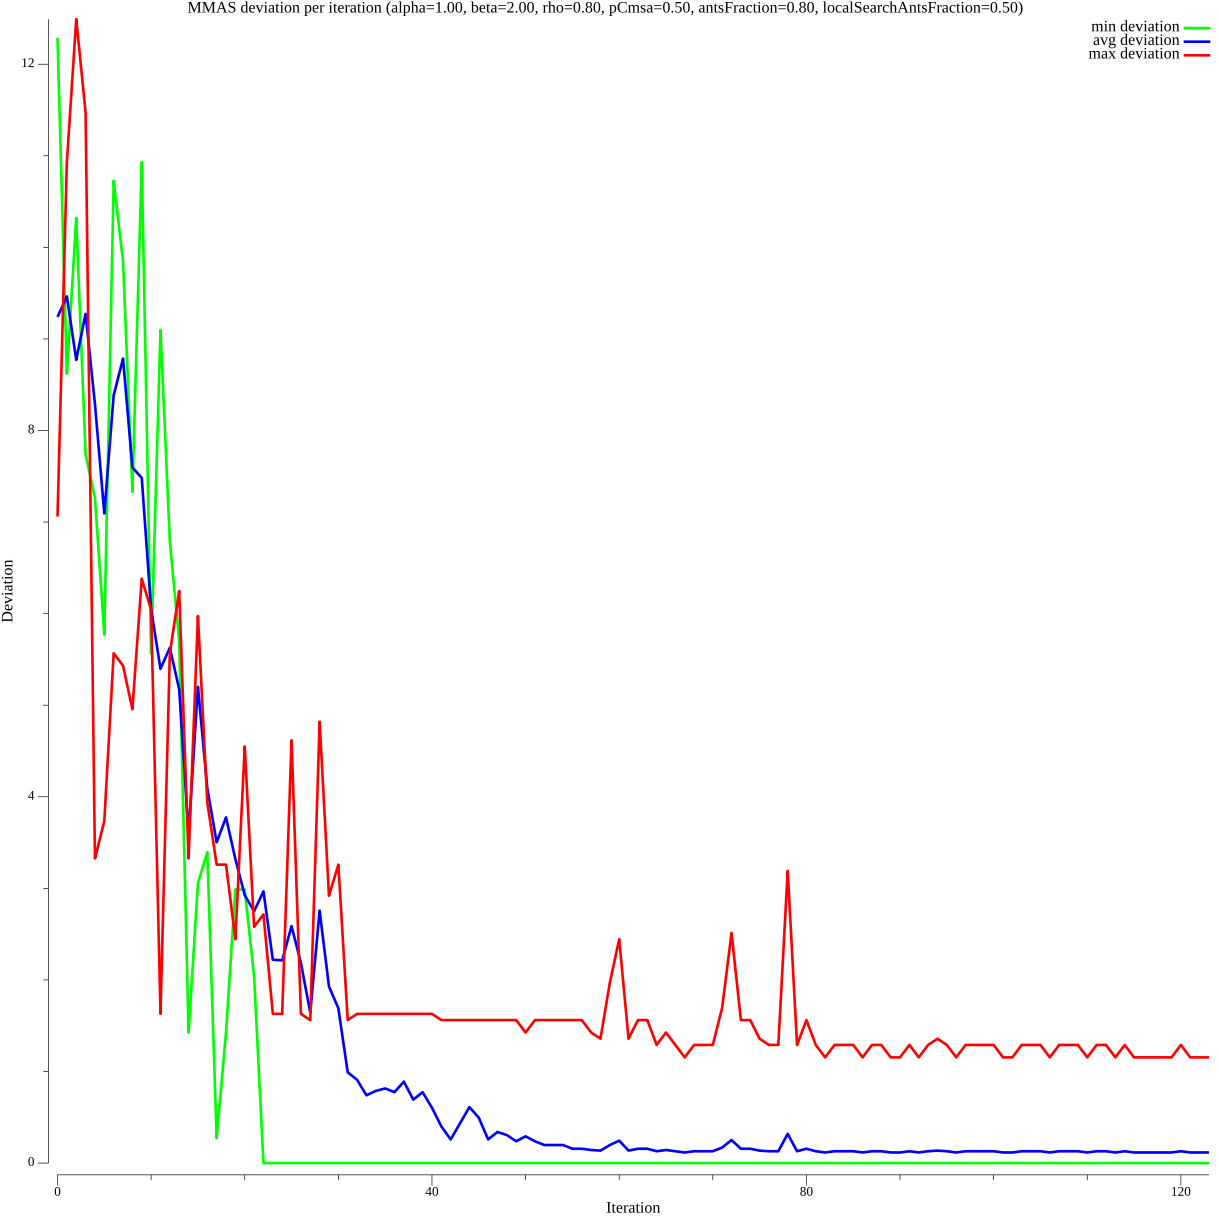 MMAS deviation per iteration (alpha=1.00, beta=2.00, rho=0.80, pCmsa=0.50, antsFraction=0.80, localSearchAntsFraction=0.50)
min deviation
avg deviation
max deviation
12
8
4
0
Deviation
0
40
80
120
Iteration